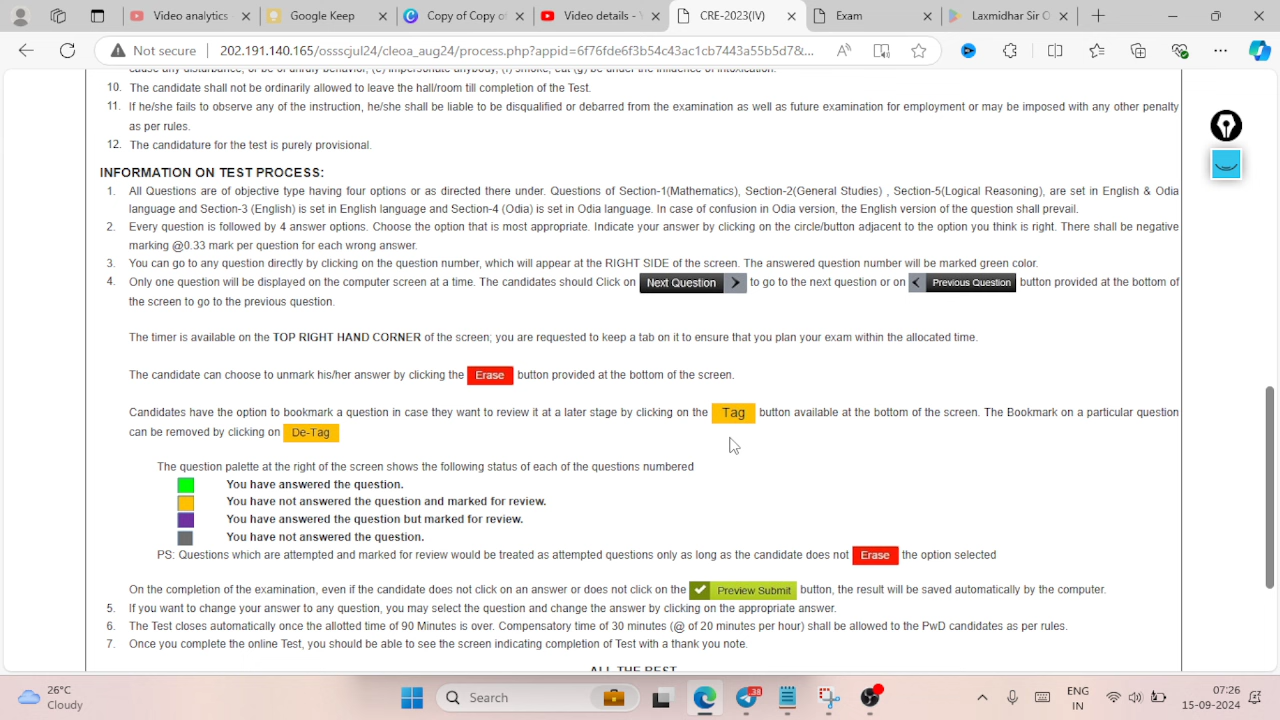 Video analytics -
Google Keep
Copy of Copy of
Video details - Y
CRE-2023(IV)
Exam
Laxmidhar Sir O
Not secure
202.191.140.165/ossscjul24/cleoa_aug24/process.php?appid=6f76fde6f3b54c43ac1cb7443a55b5d7&...
cause any disturbance, or be of unruly behavior, (e) impersonate anybody, (f) smoke, eat (g) be under the influence of intoxication.
10. The candidate shall not be ordinarily allowed to leave the hall/room till completion of the Test.
11. If he/she fails to observe any of the instruction, he/she shall be liable to be disqualified or debarred from the examination as well as future examination for employment or may be imposed with any other penalty
as per rules.
12. The candidature for the test is purely provisional.
INFORMATION ON TEST PROCESS:
1. All Questions are of objective type having four options or as directed there under. Questions of Section-1(Mathematics), Section-2(General Studies) , Section-5(Logical Reasoning), are set in English & Odia
language and Section-3 (English) is set in English language and Section-4 (Odia) is set in Odia language. In case of confusion in Odia version, the English version of the question shall prevail.
2. Every question is followed by 4 answer options. Choose the option that is most appropriate. Indicate your answer by clicking on the circle/button adjacent to the option you think is right. There shall be negative
marking @0.33 mark per question for each wrong answer.
3. You can go to any question directly by clicking on the question number, which will appear at the RIGHT SIDE of the screen. The answered question number will be marked green color.
4. Only one question will be displayed on the computer screen at a time. The candidates should Click on Next Question > to go to the next question or on < Previous Question button provided at the bottom of
the screen to go to the previous question.
The timer is available on the TOP RIGHT HAND CORNER of the screen; you are requested to keep a tab on it to ensure that you plan your exam within the allocated time.
The candidate can choose to unmark his/her answer by clicking the Erase button provided at the bottom of the screen.
Candidates have the option to bookmark a question in case they want to review it at a later stage by clicking on the Tag button available at the bottom of the screen. The Bookmark on a particular question
can be removed by clicking on De-Tag
The question palette at the right of the screen shows the following status of each of the questions numbered
You have answered the question.
You have not answered the question and marked for review.
You have answered the question but marked for review.
You have not answered the question.
PS: Questions which are attempted and marked for review would be treated as attempted questions only as long as the candidate does not Erase the option selected
On the completion of the examination, even if the candidate does not click on an answer or does not click on the Preview Submit button, the result will be saved automatically by the computer.
5. If you want to change your answer to any question, you may select the question and change the answer by clicking on the appropriate answer.
6. The Test closes automatically once the allotted time of 90 Minutes is over. Compensatory time of 30 minutes (@ of 20 minutes per hour) shall be allowed to the PwD candidates as per rules.
7. Once you complete the online Test, you should be able to see the screen indicating completion of Test with a thank you note.
ALL THE BEST
26°C
Cloudy
Search
38
ENG
IN
07:26
15-09-2024